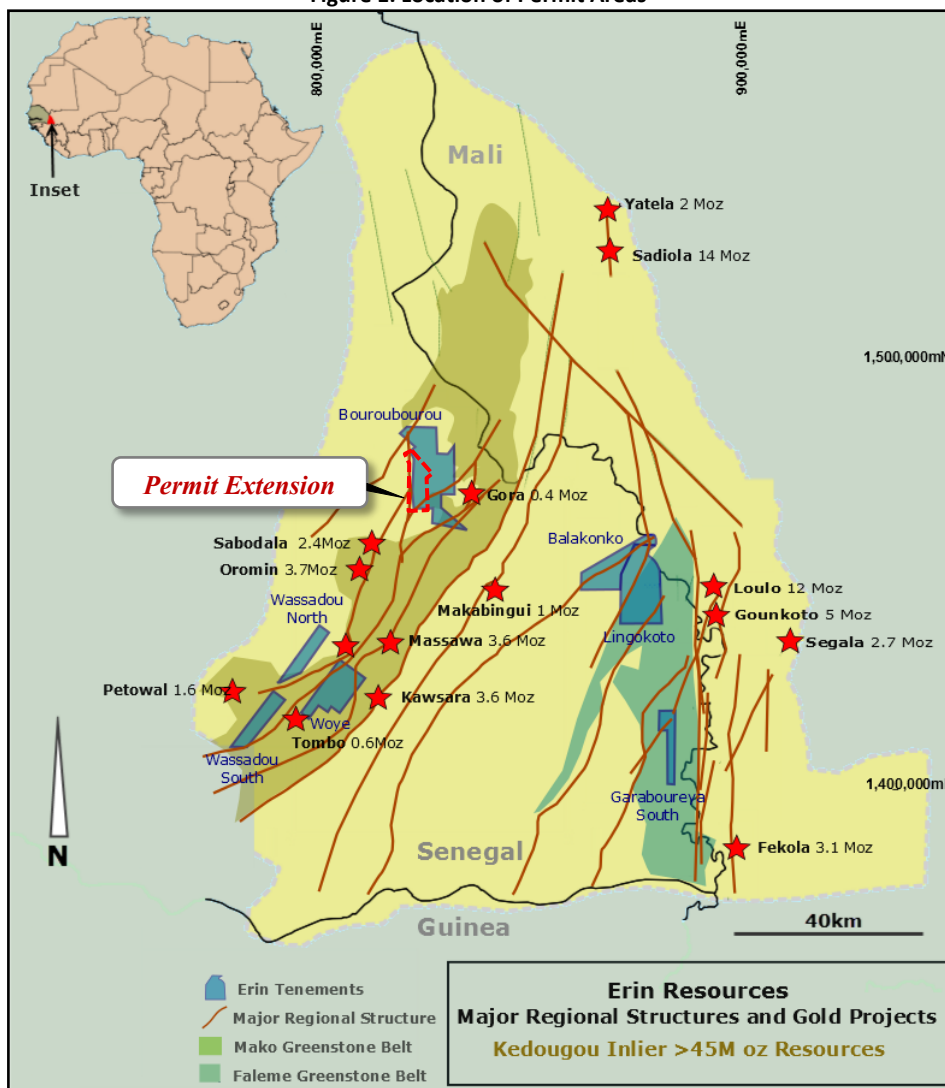 Figure 1: Location of Permit Areas
800,000mE
900,000mE
Inset
Mali
Yatela 2 Moz
Sadiola 14 Moz
1,500,000mN
Bouroubourou
Permit Extension
Gora 0.4 Moz
Sabodala 2.4Moz
Oromin 3.7Moz
Balakonko
Wassadou
North
Makabingui 1 Moz
Loulo 12 Moz
Gounkoto 5 Moz
Lingokoto
Massawa 3.6 Moz
Segala 2.7 Moz
Petowal 1.6 Moz
Kawsara 3.6 Moz
Woye
Tombo 0.6Moz
Wassadou
South
Garaboureya
South
1,400,000mN
Senegal
Fekola 3.1 Moz
N
Guinea
40km
Erin Tenements
Major Regional Structure
Mako Greenstone Belt
Faleme Greenstone Belt
Erin Resources
Major Regional Structures and Gold Projects
Kedougou Inlier >45M oz Resources